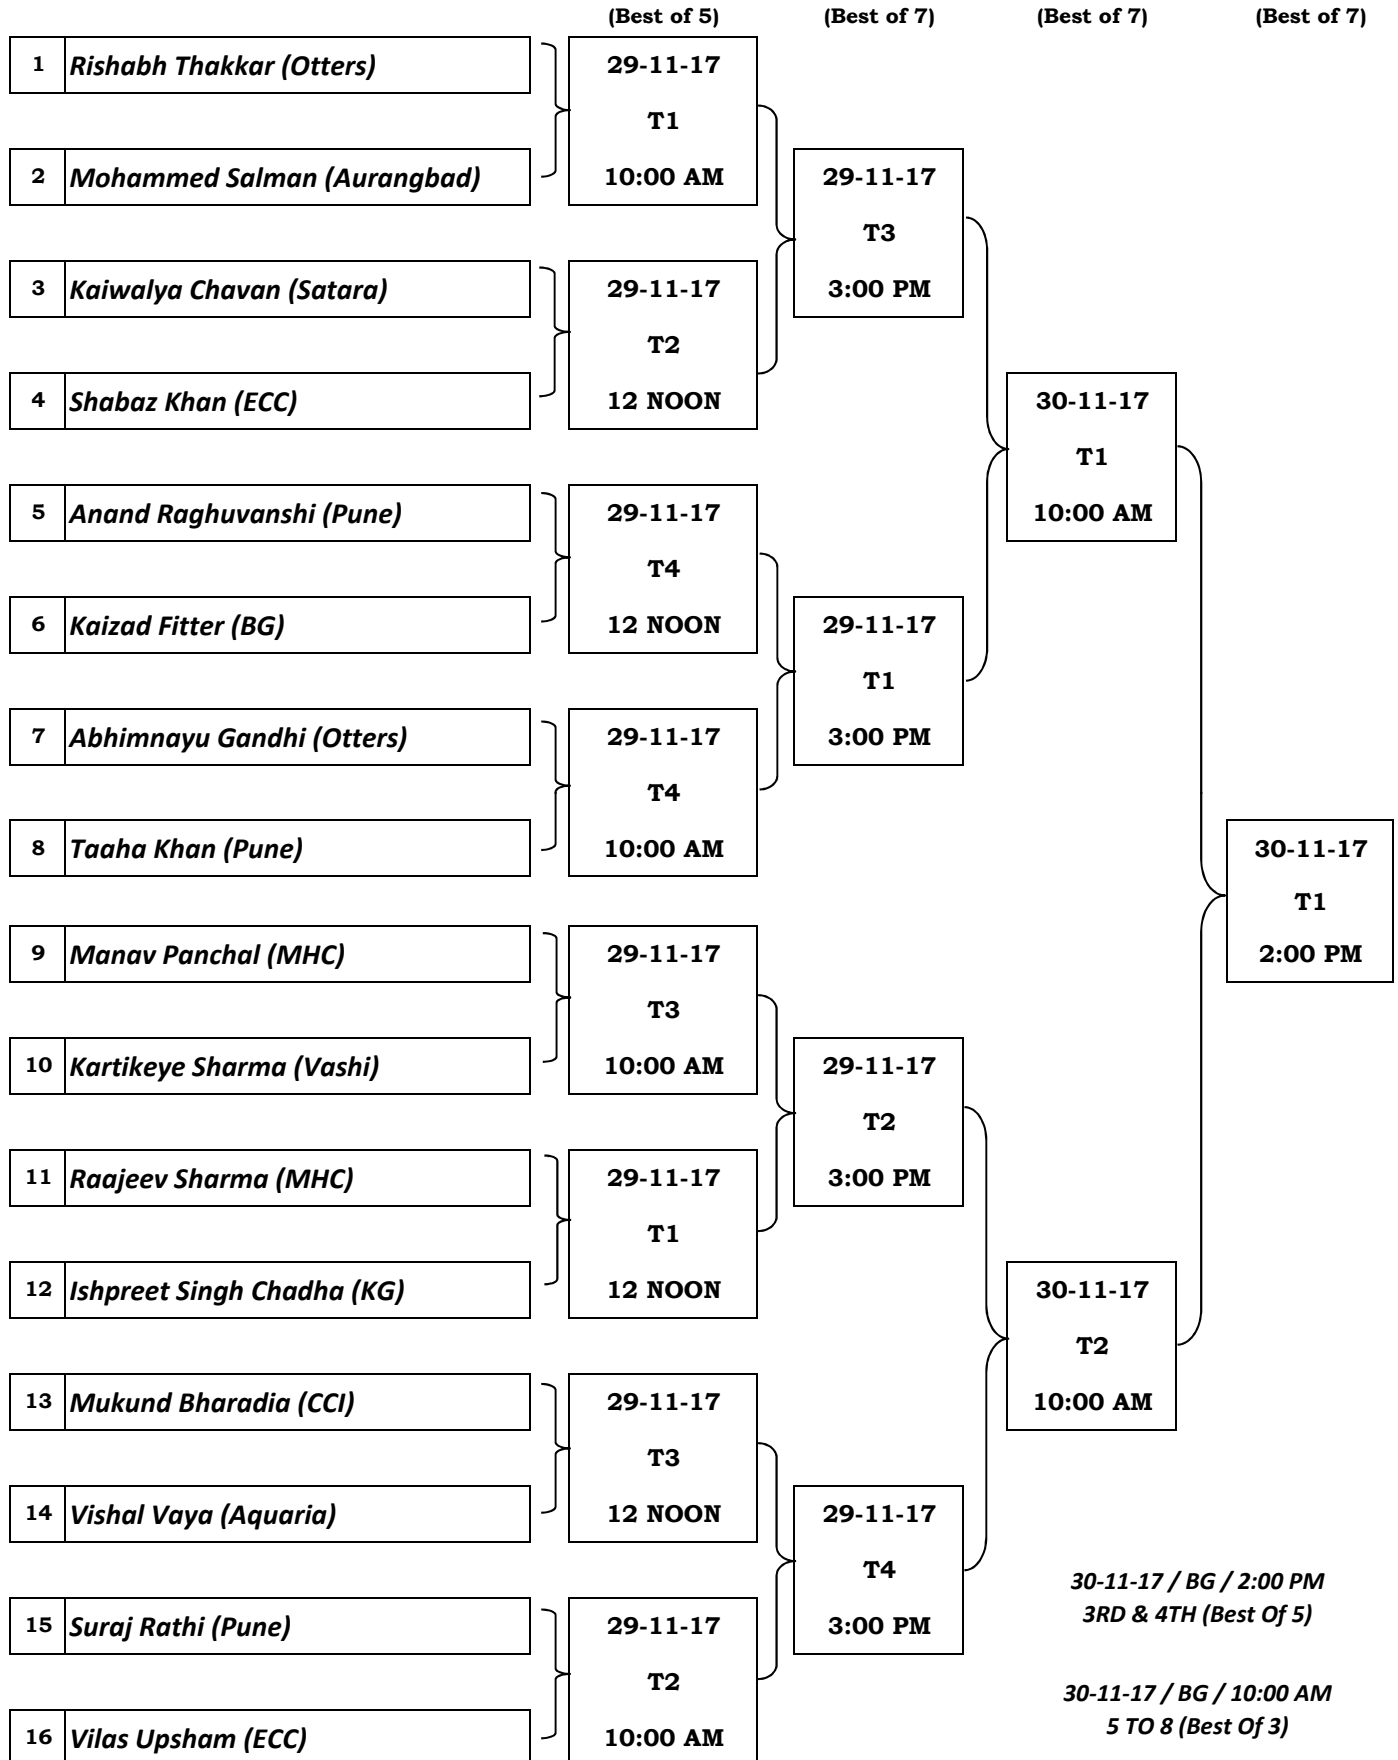 (Best of 5) (Best of 7) (Best of 7) (Best of 7)
1 Rishabh Thakkar (Otters) 29-11-17
T1
2 Mohammed Salman (Aurangbad) 10:00 AM 29-11-17
T3
3 Kaiwalya Chavan (Satara) 29-11-17 3:00 PM
T2
4 Shabaz Khan (ECC) 12 NOON 30-11-17
T1
5 Anand Raghuvanshi (Pune) 29-11-17 10:00 AM
T4
6 Kaizad Fitter (BG) 12 NOON 29-11-17
T1
7 Abhimnayu Gandhi (Otters) 29-11-17 3:00 PM
T4
8 Taaha Khan (Pune) 10:00 AM 30-11-17
T1
9 Manav Panchal (MHC) 29-11-17 2:00 PM
T3
10 Kartikeye Sharma (Vashi) 10:00 AM 29-11-17
T2
11 Raajeev Sharma (MHC) 29-11-17 3:00 PM
T1
12 Ishpreet Singh Chadha (KG) 12 NOON 30-11-17
T2
13 Mukund Bharadia (CCI) 29-11-17 10:00 AM
T3
14 Vishal Vaya (Aquaria) 12 NOON 29-11-17
T4
30-11-17 / BG / 2:00 PM
3RD & 4TH (Best Of 5)
15 Suraj Rathi (Pune) 29-11-17 3:00 PM
T2
30-11-17 / BG / 10:00 AM
5 TO 8 (Best Of 3)
16 Vilas Upsham (ECC) 10:00 AM